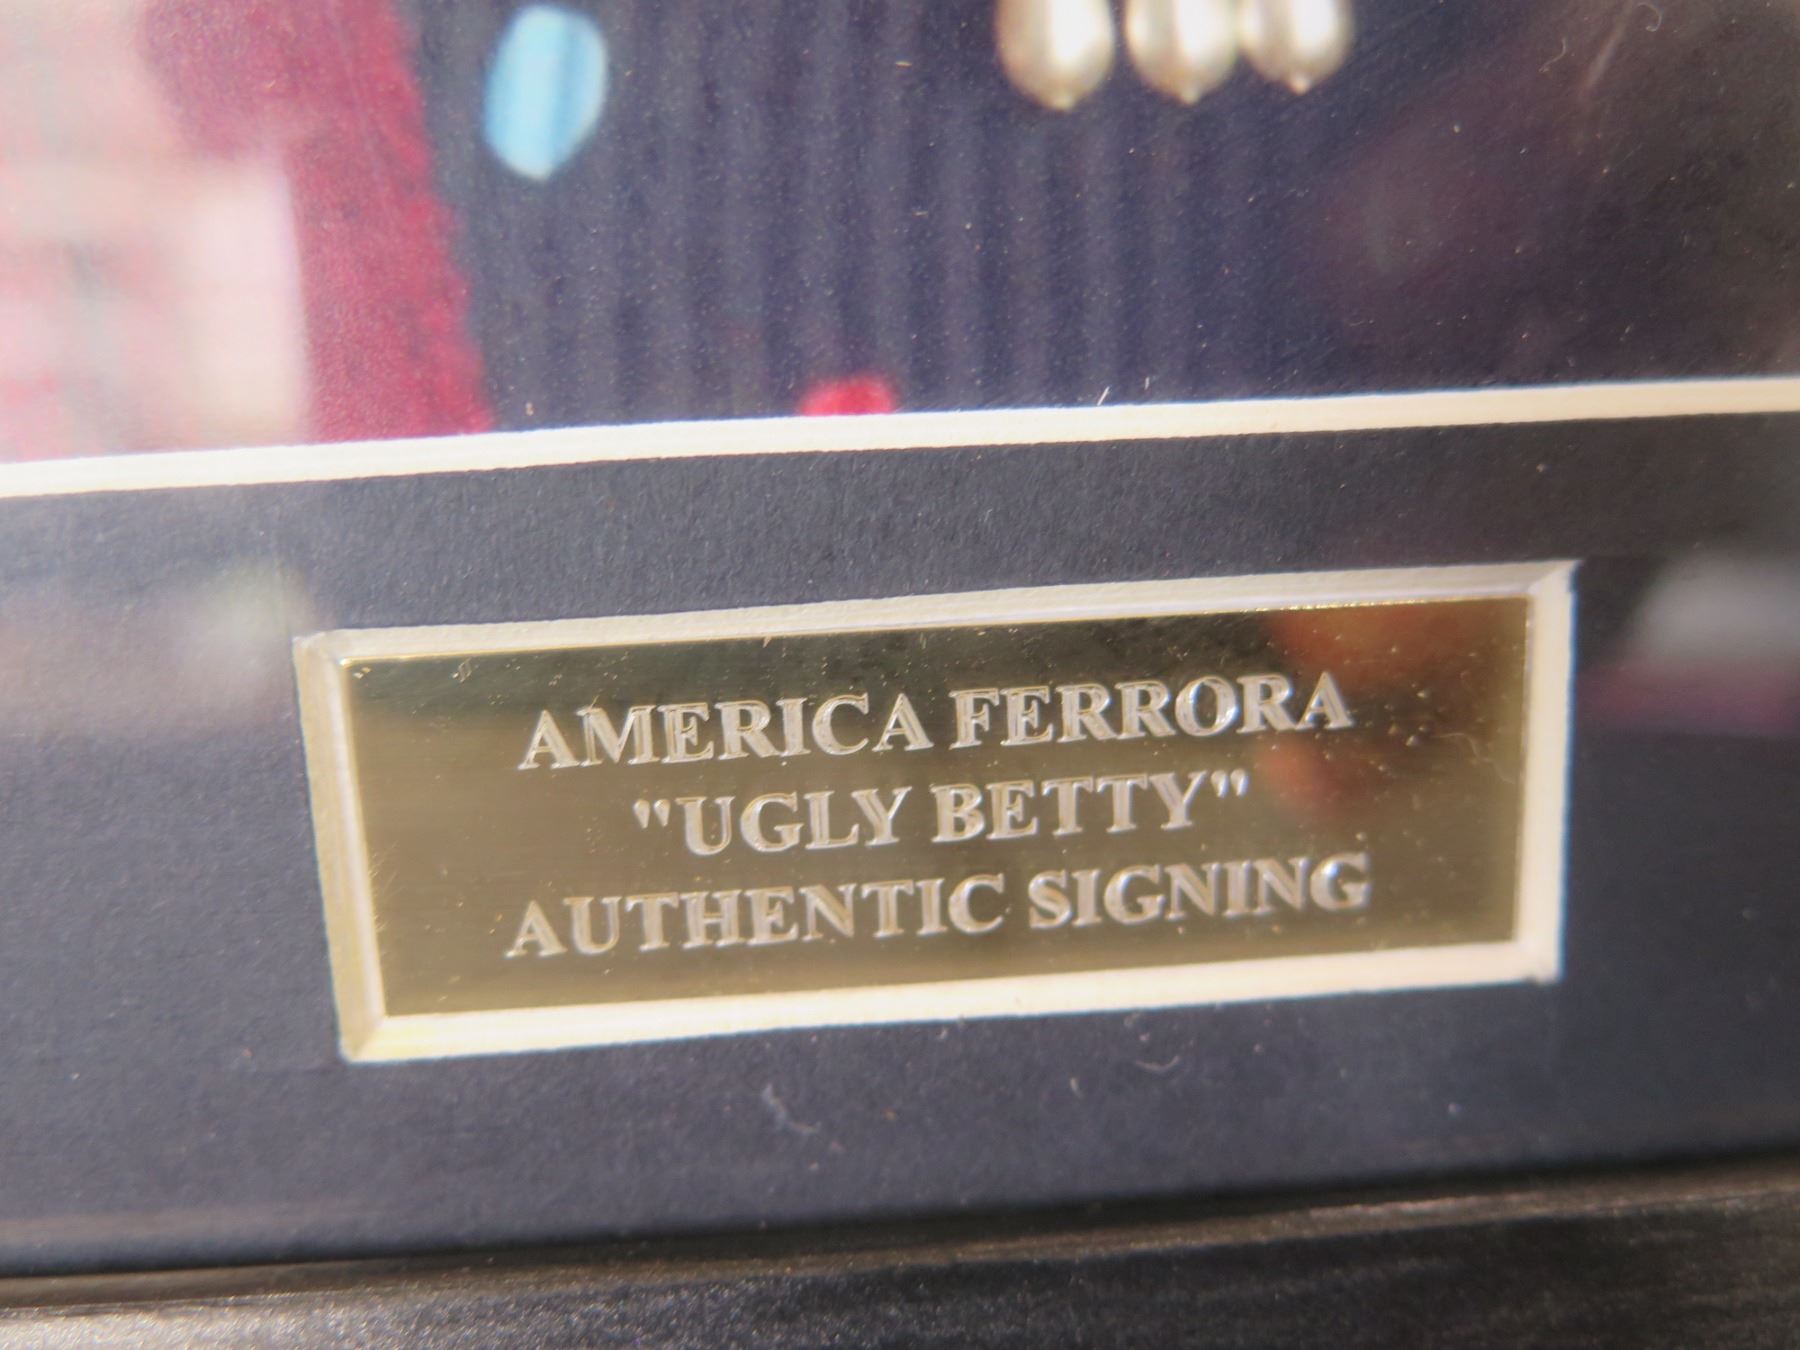 AMERICA FERRORA
"UGLY BETTY"
AUTHENTIC SIGNING